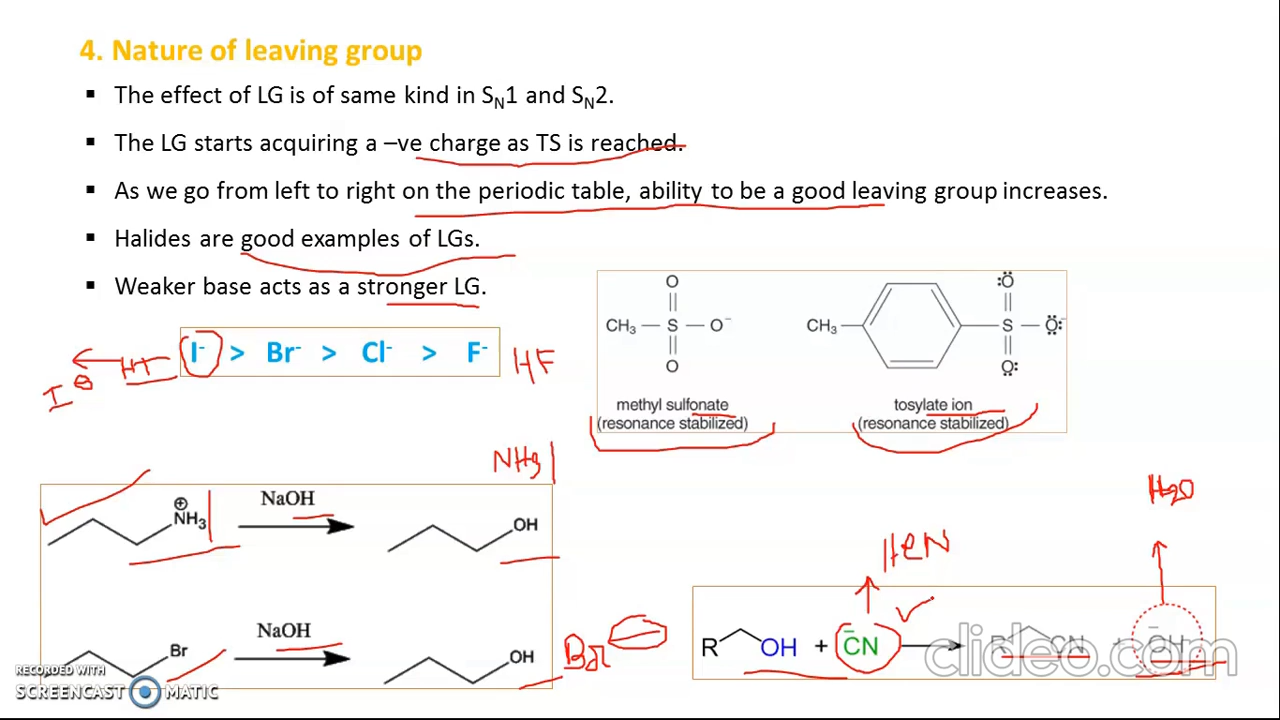 4. Nature of leaving group
▪ The effect of LG is of same kind in SN1 and SN2.
▪ The LG starts acquiring a –ve charge as TS is reached.
▪ As we go from left to right on the periodic table, ability to be a good leaving group increases.
▪ Halides are good examples of LGs.
▪ Weaker base acts as a stronger LG.
I⁻ > Br⁻ > Cl⁻ > F⁻
HI
I⊖
HF
O
CH3 — S — O⁻
O
methyl sulfonate
(resonance stabilized)
:Ö
CH3
S — Ö:⁻
O:
tosylate ion
(resonance stabilized)
NH3
⊕
NH3
NaOH
OH
Br
NaOH
OH
Br⊖
HCN
H2O
R OH + C̄N → R CN + ŌH
RECORDED WITH
SCREENCAST MATIC
clideo.com